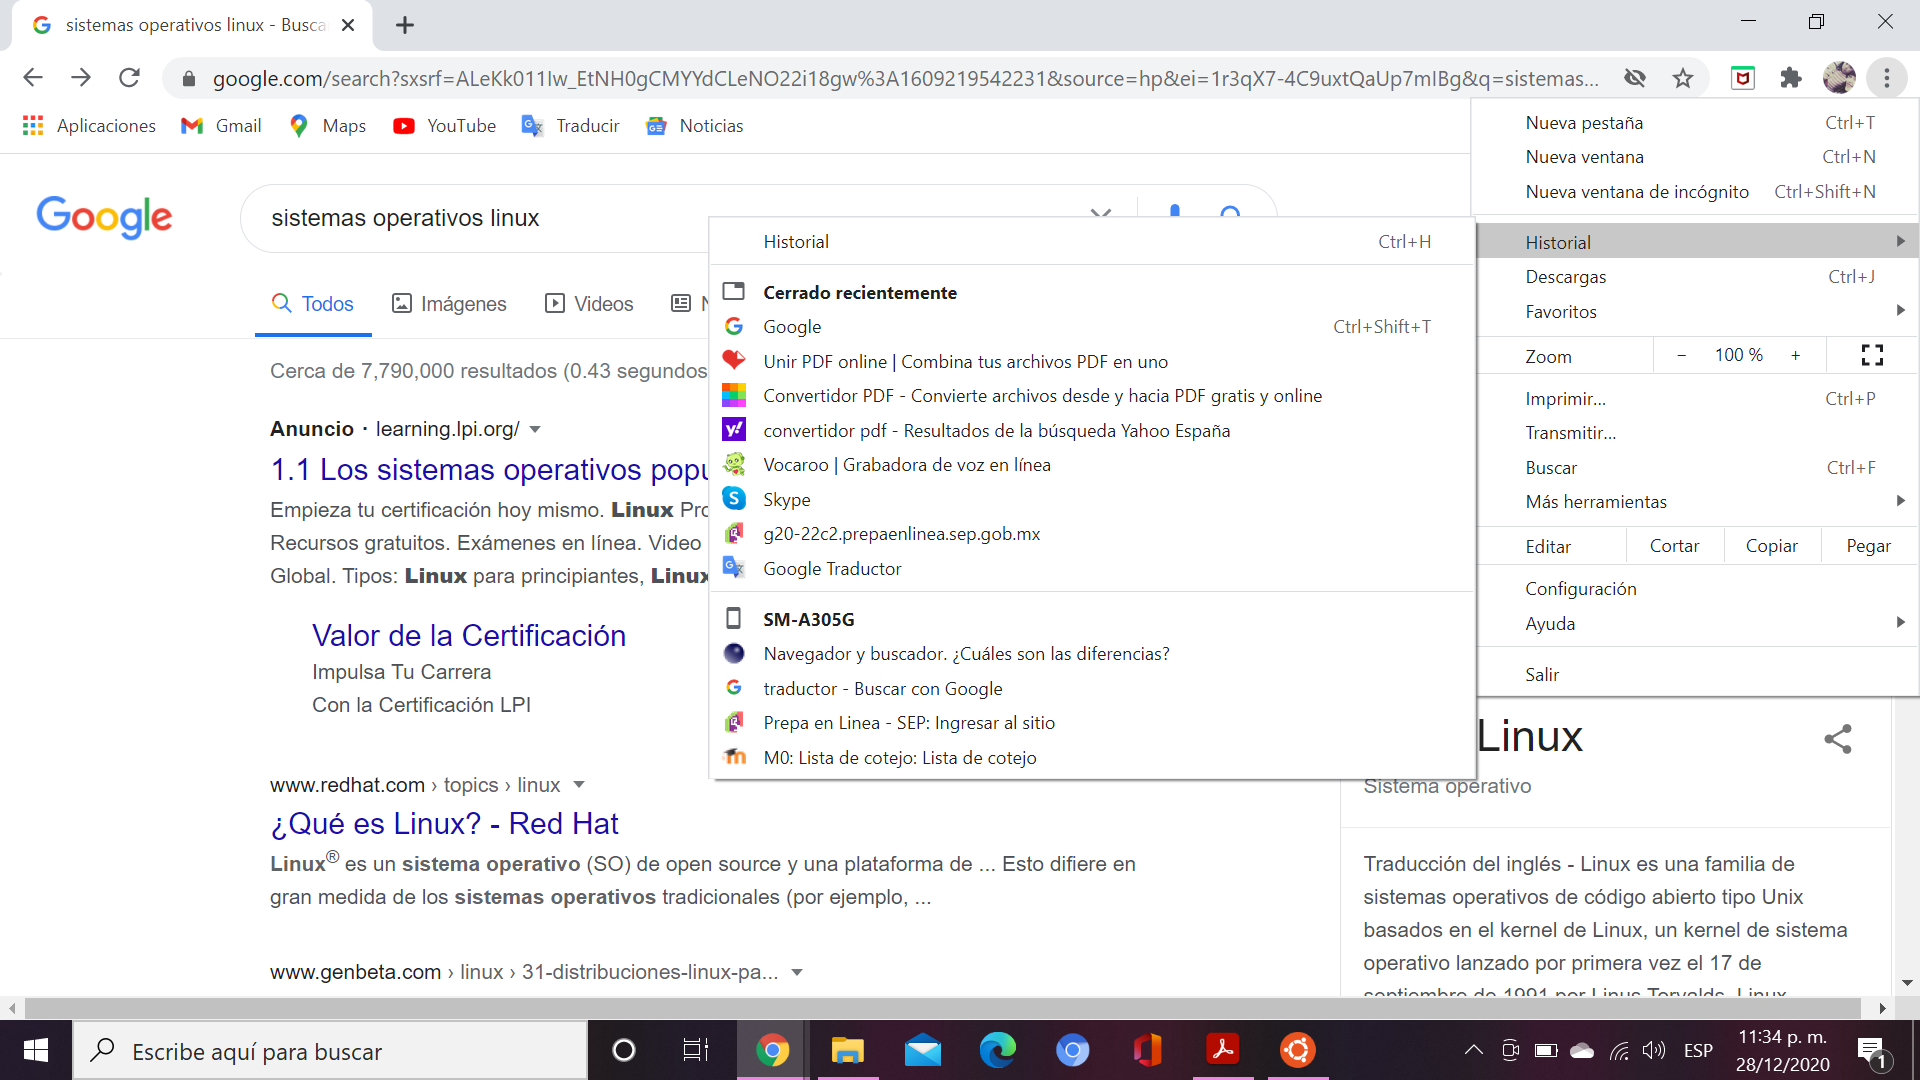 sistemas operativos linux - Busca
google.com/search?sxsrf=ALeKk011Iw_EtNH0gCMYYdCLeNO22i18gw%3A1609219542231&source=hp&ei=1r3qX7-4C9uxtQaUp7mIBg&q=sistemas...
Aplicaciones Gmail Maps YouTube Traducir Noticias
Google
sistemas operativos linux
Todos Imágenes Videos N
Cerca de 7,790,000 resultados (0.43 segundos
Anuncio · learning.lpi.org/
1.1 Los sistemas operativos popu
Empieza tu certificación hoy mismo. Linux Pro
Recursos gratuitos. Exámenes en línea. Video
Global. Tipos: Linux para principiantes, Linux
Valor de la Certificación
Impulsa Tu Carrera
Con la Certificación LPI
www.redhat.com › topics › linux
¿Qué es Linux? - Red Hat
Linux® es un sistema operativo (SO) de open source y una plataforma de ... Esto difiere en
gran medida de los sistemas operativos tradicionales (por ejemplo, ...
www.genbeta.com › linux › 31-distribuciones-linux-pa...
Historial Ctrl+H
Cerrado recientemente
Google Ctrl+Shift+T
Unir PDF online | Combina tus archivos PDF en uno
Convertidor PDF - Convierte archivos desde y hacia PDF gratis y online
convertidor pdf - Resultados de la búsqueda Yahoo España
Vocaroo | Grabadora de voz en línea
Skype
g20-22c2.prepaenlinea.sep.gob.mx
Google Traductor
SM-A305G
Navegador y buscador. ¿Cuáles son las diferencias?
traductor - Buscar con Google
Prepa en Linea - SEP: Ingresar al sitio
M0: Lista de cotejo: Lista de cotejo
Nueva pestaña Ctrl+T
Nueva ventana Ctrl+N
Nueva ventana de incógnito Ctrl+Shift+N
Historial
Descargas Ctrl+J
Favoritos
Zoom − 100 % +
Imprimir... Ctrl+P
Transmitir...
Buscar Ctrl+F
Más herramientas
Editar Cortar Copiar Pegar
Configuración
Ayuda
Salir
Linux
Sistema operativo
Traducción del inglés - Linux es una familia de
sistemas operativos de código abierto tipo Unix
basados en el kernel de Linux, un kernel de sistema
operativo lanzado por primera vez el 17 de
septiembre de 1991 por Linus Torvalds. Linux
Escribe aquí para buscar
ESP
11:34 p. m.
28/12/2020
1